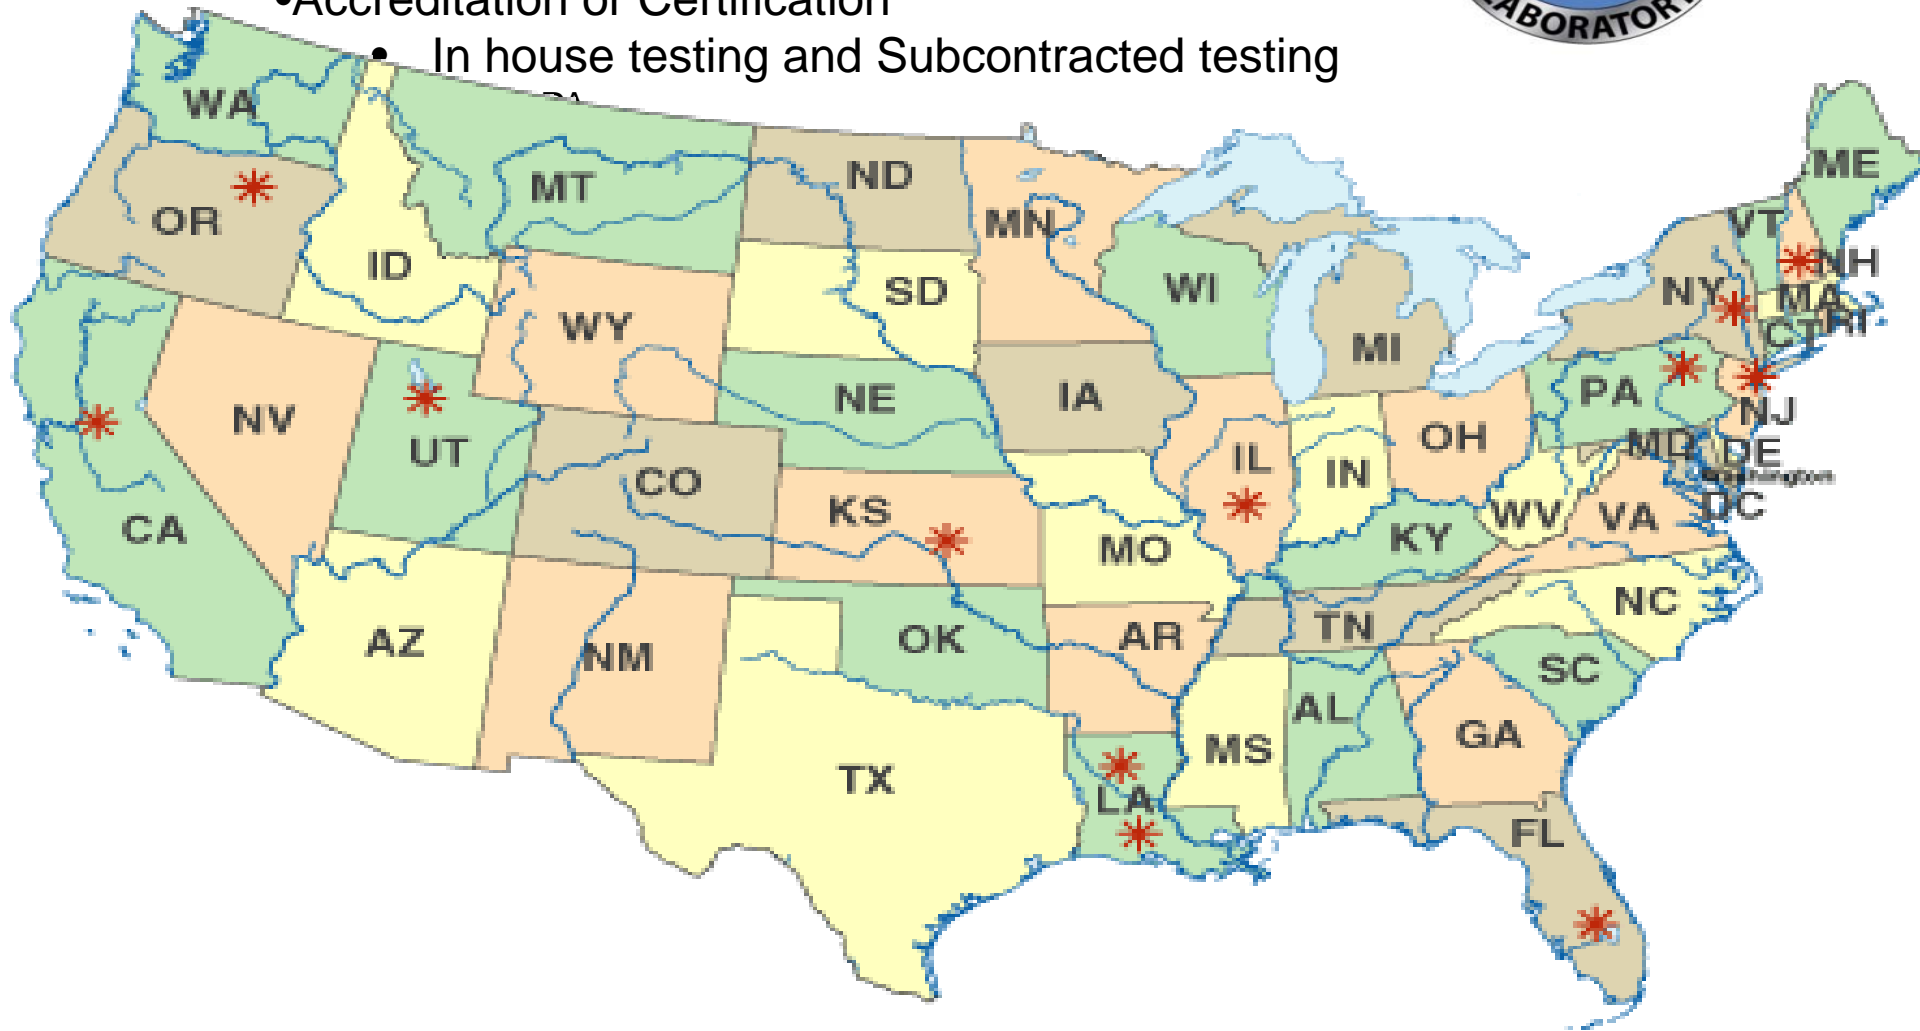 •Accreditation or Certification
ABORATORY
• In house testing and Subcontracted testing
WA
ME
MT
ND
OR
MN
VT
ID
NH
SD
WI
NY
MA
WY
RI
CT
MI
NE
IA
PA
NV
NJ
UT
OH
MD
DE
CO
IL
IN
Washington
KS
WV
VA
DC
CA
KY
MO
NC
TN
AZ
NM
OK
AR
SC
AL
GA
MS
TX
LA
FL